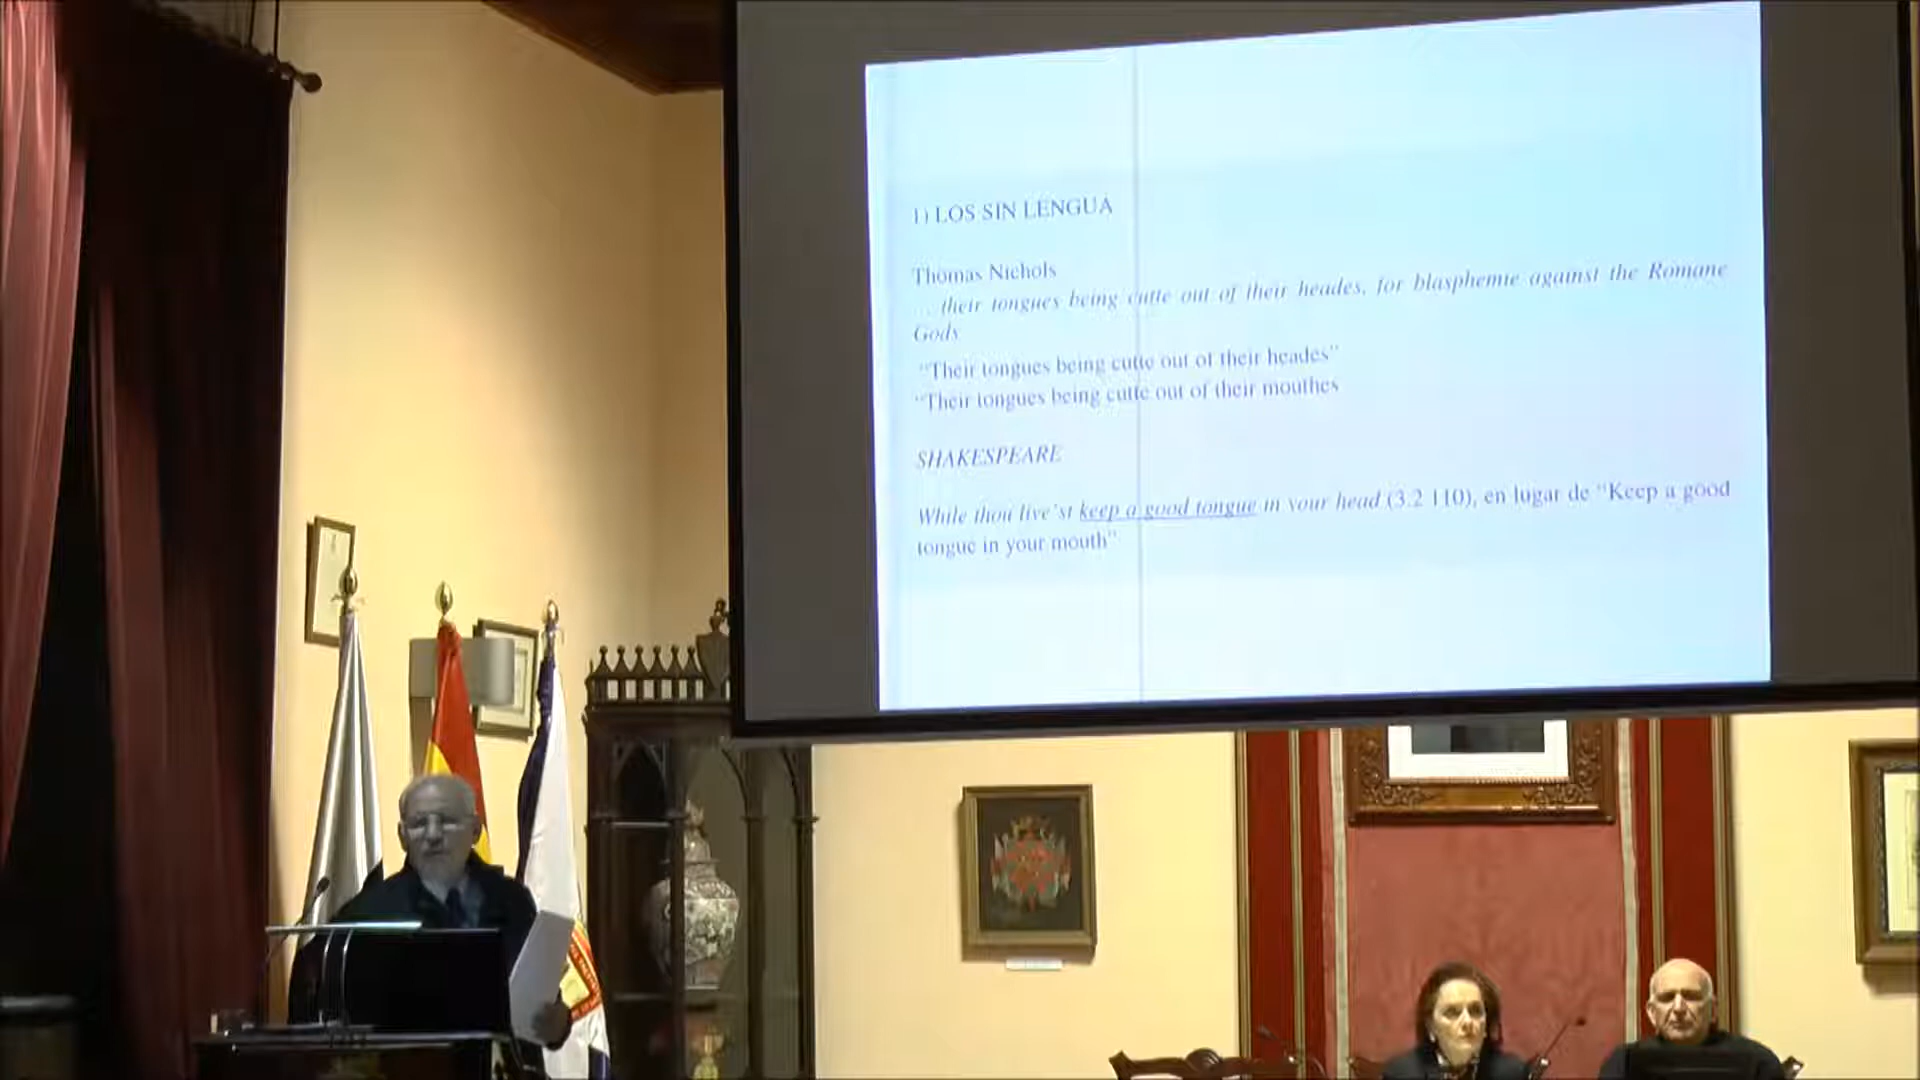 1) LOS SIN LENGUA
Thomas Nichols
... their tongues being cutte out of their heades, for blasphemie against the Romane
Gods
"Their tongues being cutte out of their heades"
"Their tongues being cutte out of their mouthes
SHAKESPEARE
While thou live'st keep a good tongue in your head (3.2 110), en lugar de "Keep a good
tongue in your mouth"